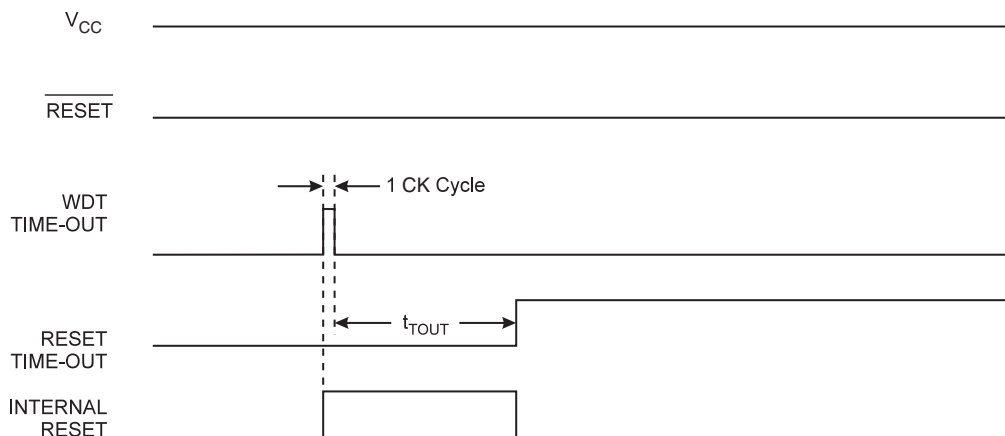 VCC
RESET
1 CK Cycle
WDT
TIME-OUT
tTOUT
RESET
TIME-OUT
INTERNAL
RESET